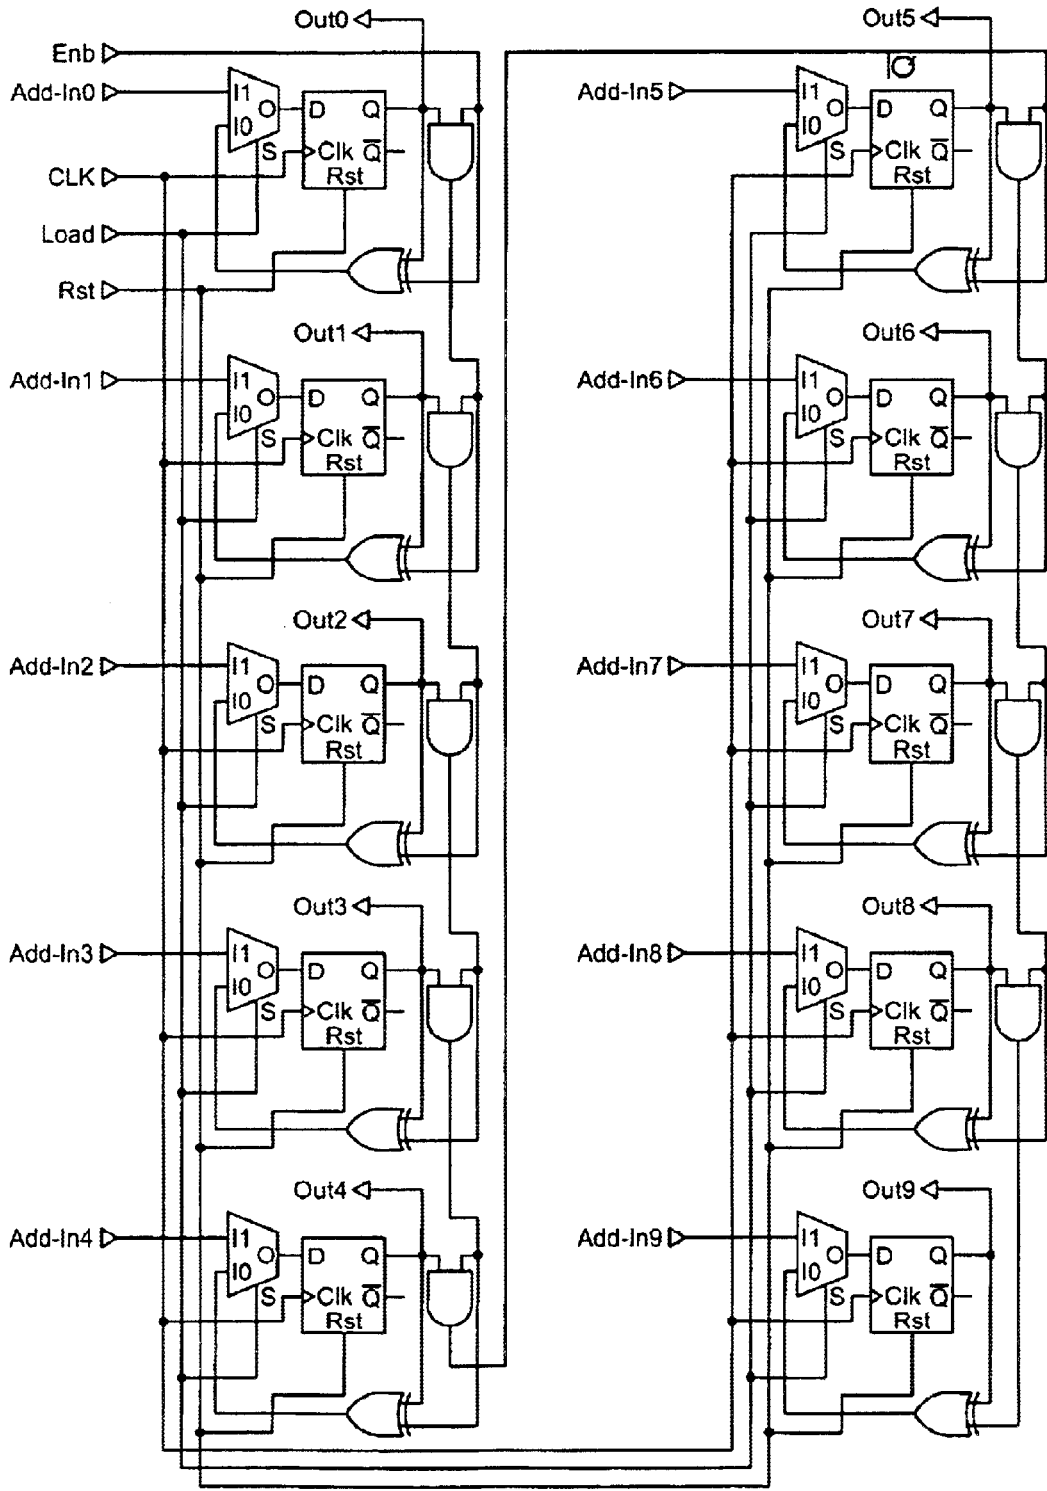 Out0
Enb
Add-In0
I1
O
I0
S
D Q
Clk Q
Rst
CLK
Load
Rst
Out1
Add-In1
I1
O
I0
S
D Q
Clk Q
Rst
Out2
Add-In2
I1
O
I0
S
D Q
Clk Q
Rst
Out3
Add-In3
I1
O
I0
S
D Q
Clk Q
Rst
Out4
Add-In4
I1
O
I0
S
D Q
Clk Q
Rst
Out5
Q
Add-In5
I1
O
I0
S
D Q
Clk Q
Rst
Out6
Add-In6
I1
O
I0
S
D Q
Clk Q
Rst
Out7
Add-In7
I1
O
I0
S
D Q
Clk Q
Rst
Out8
Add-In8
I1
O
I0
S
D Q
Clk Q
Rst
Out9
Add-In9
I1
O
I0
S
D Q
Clk Q
Rst